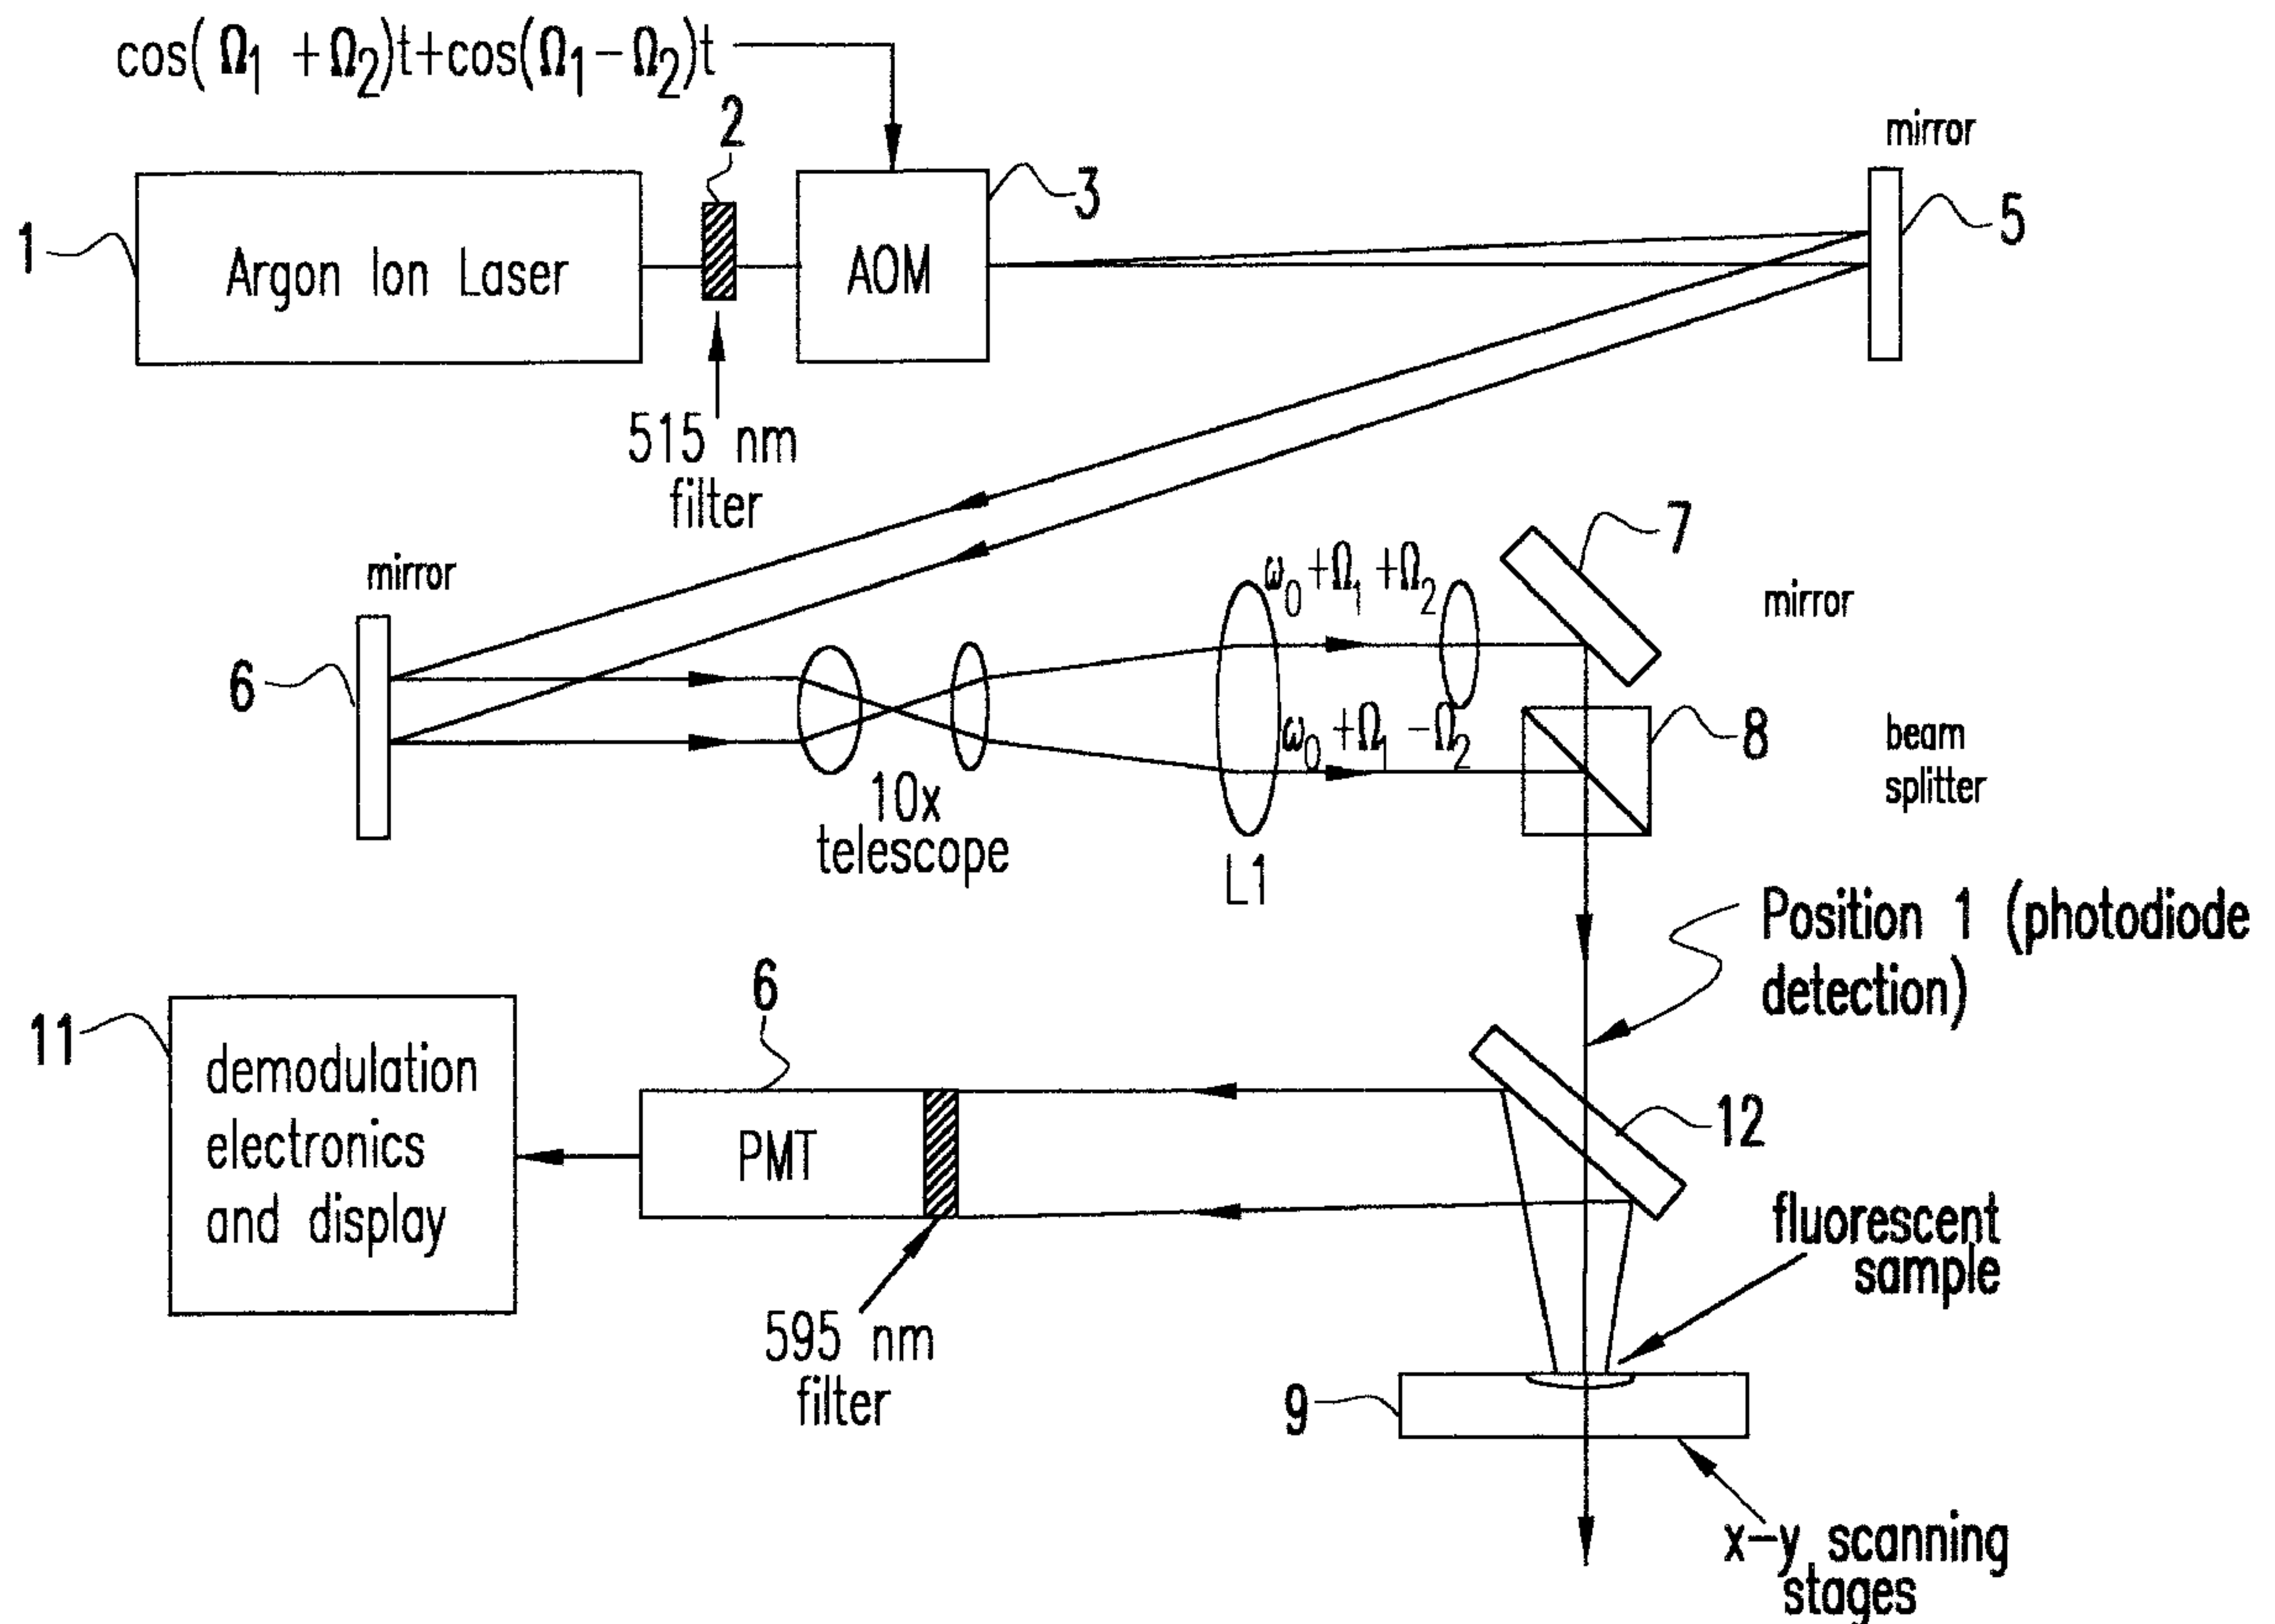 cos( Ω₁ +Ω₂)t+cos(Ω₁-Ω₂)t
2
mirror
1
Argon Ion Laser
AOM
3
5
515 nm
filter
mirror
6
ω₀ +Ω₁ +Ω₂
7
mirror
ω₀ +Ω₁ -Ω₂
8
beam
splitter
10x
telescope
L1
Position 1 (photodiode
detection)
11
demodulation
electronics
and display
6
PMT
12
595 nm
filter
fluorescent
sample
9
x-y scanning
stages